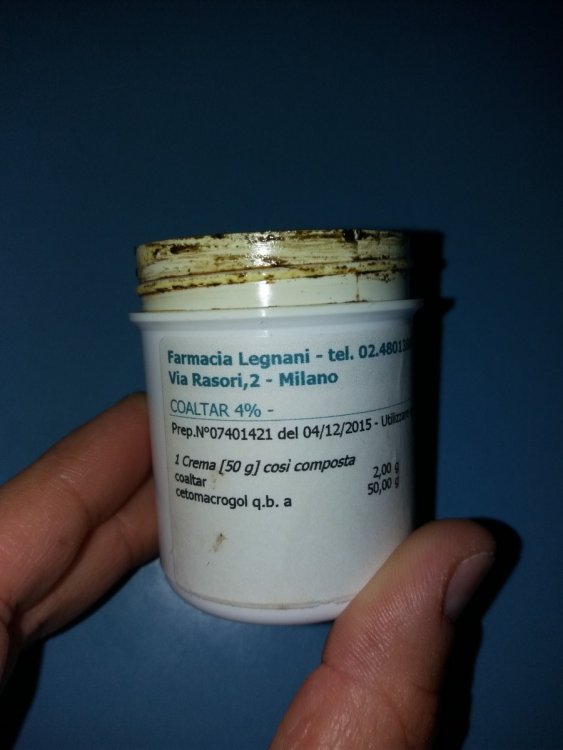 Farmacia Legnani - tel. 02.4801
Via Rasori,2 - Milano
COALTAR 4% -
Prep.N°07401421 del 04/12/2015 - Utilizzare
1 Crema [50 g] cosi composta
coaltar 2,00 g
cetomacrogol q.b. a 50,00 g